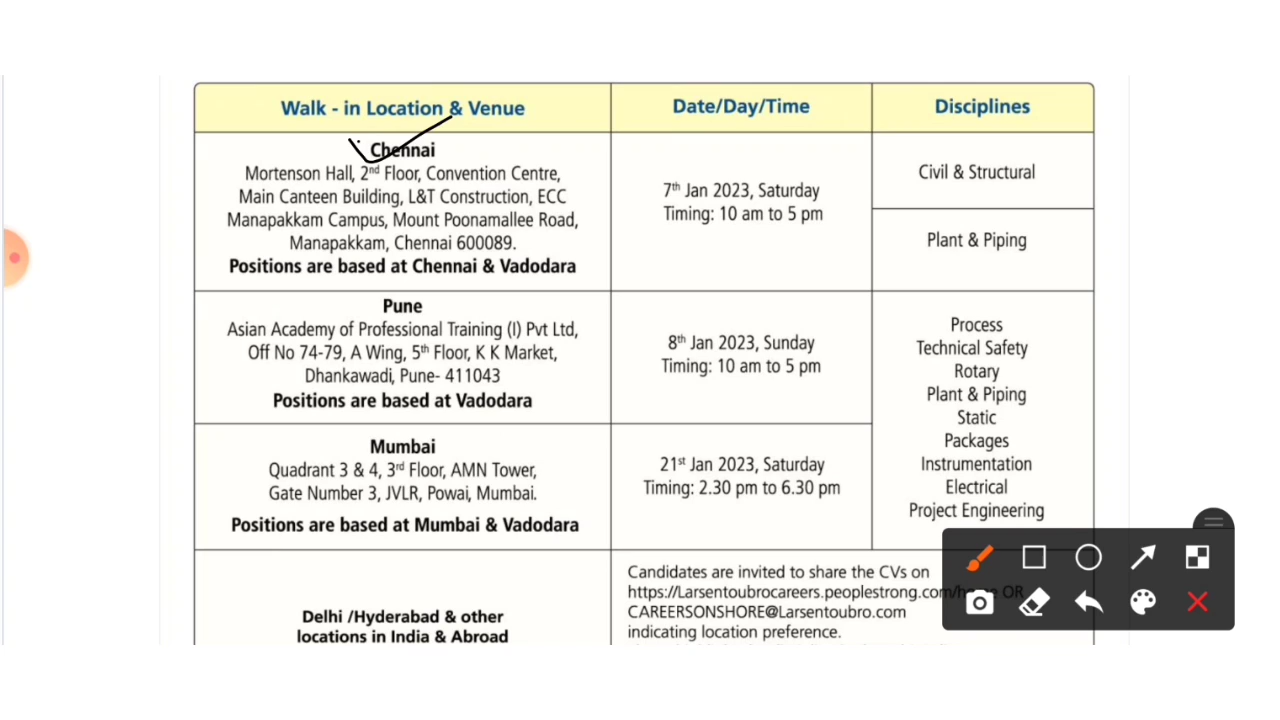 Walk - in Location & Venue
Date/Day/Time
Disciplines
Chennai
Mortenson Hall, 2nd Floor, Convention Centre,
Main Canteen Building, L&T Construction, ECC
Manapakkam Campus, Mount Poonamallee Road,
Manapakkam, Chennai 600089.
Positions are based at Chennai & Vadodara
7th Jan 2023, Saturday
Timing: 10 am to 5 pm
Civil & Structural
Plant & Piping
Pune
Asian Academy of Professional Training (I) Pvt Ltd,
Off No 74-79, A Wing, 5th Floor, K K Market,
Dhankawadi, Pune- 411043
Positions are based at Vadodara
8th Jan 2023, Sunday
Timing: 10 am to 5 pm
Process
Technical Safety
Rotary
Plant & Piping
Static
Packages
Instrumentation
Electrical
Project Engineering
Mumbai
Quadrant 3 & 4, 3rd Floor, AMN Tower,
Gate Number 3, JVLR, Powai, Mumbai.
Positions are based at Mumbai & Vadodara
21st Jan 2023, Saturday
Timing: 2.30 pm to 6.30 pm
Delhi /Hyderabad & other
locations in India & Abroad
Candidates are invited to share the CVs on
https://Larsentoubrocareers.peoplestrong.com/home OR
CAREERSONSHORE@Larsentoubro.com
indicating location preference.